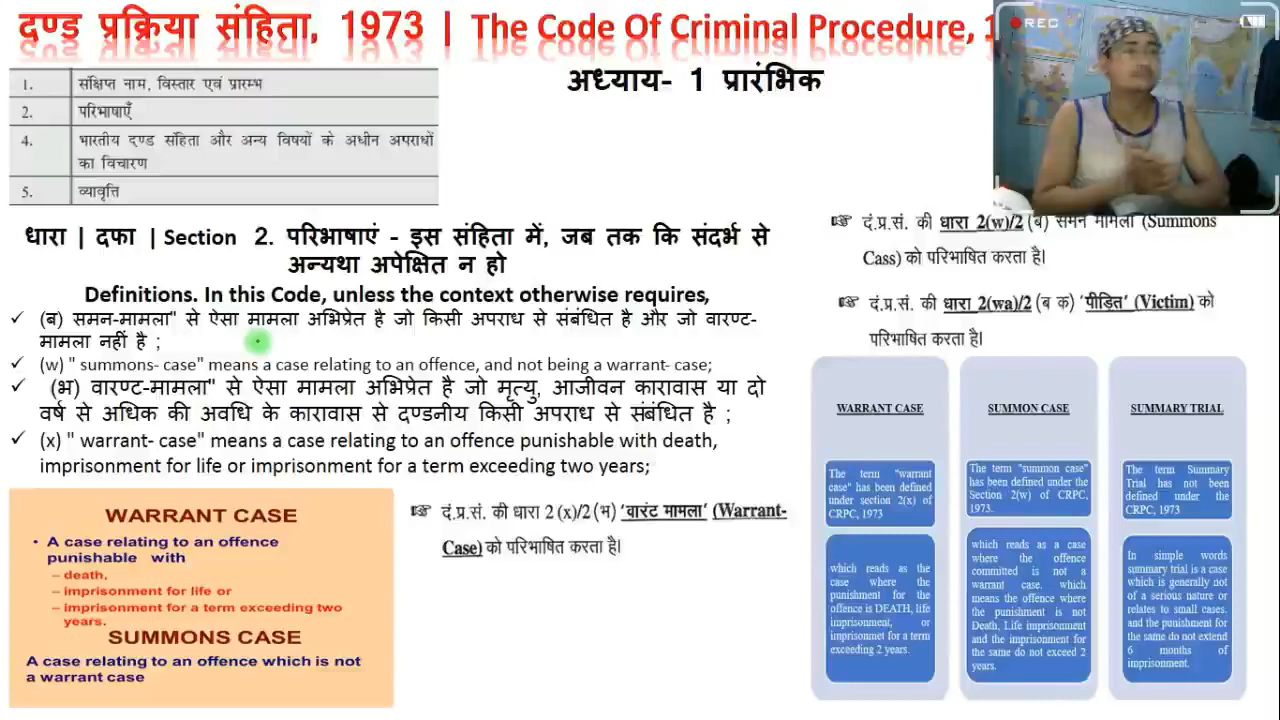 दण्ड प्रक्रिया संहिता, 1973 | The Code Of Criminal Procedure, 1
REC
अध्याय- 1 प्रारंभिक
1. संक्षिप्त नाम, विस्तार एवं प्रारम्भ
2. परिभाषाएँ
4. भारतीय दण्ड संहिता और अन्य विषयों के अधीन अपराधों
का विचारण
5. व्यावृत्ति
धारा | दफा | Section 2. परिभाषाएं - इस संहिता में, जब तक कि संदर्भ से
अन्यथा अपेक्षित न हो
Definitions. In this Code, unless the context otherwise requires,
✓ (ब) समन-मामला" से ऐसा मामला अभिप्रेत है जो किसी अपराध से संबंधित है और जो वारण्ट-
मामला नहीं है ;
✓ (w) " summons- case" means a case relating to an offence, and not being a warrant- case;
✓ (भ) वारण्ट-मामला" से ऐसा मामला अभिप्रेत है जो मृत्यु, आजीवन कारावास या दो
वर्ष से अधिक की अवधि के कारावास से दण्डनीय किसी अपराध से संबंधित है ;
✓ (x) " warrant- case" means a case relating to an offence punishable with death,
imprisonment for life or imprisonment for a term exceeding two years;
WARRANT CASE
• A case relating to an offence
punishable with
– death,
– imprisonment for life or
– imprisonment for a term exceeding two
years.
SUMMONS CASE
A case relating to an offence which is not
a warrant case
☞ दं.प्र.सं. की धारा 2 (x)/2 (भ) 'वारंट मामला' (Warrant-
Case) को परिभाषित करता है।
☞ दं.प्र.सं. की धारा 2(w)/2 (ब) समन मामला (Summons
Cass) को परिभाषित करता है।
☞ दं.प्र.सं. की धारा 2(wa)/2 (ब क) 'पीड़ित' (Victim) को
परिभाषित करता है।
WARRANT CASE
The term "warrant
case" has been defined
under section 2(x) of
CRPC, 1973
which reads as the
case where the
punishment for the
offence is DEATH, life
imprisonment, or
imprisonmet for a term
exceeding 2 years.
SUMMON CASE
The term "summon case"
has been defined under the
Section 2(w) of CRPC,
1973.
which reads as a case
where the offence
committed is not a
warrant case. which
means the offence where
the punishment is not
Death, Life imprisonment
and the imprisonment for
the same do not exceed 2
years.
SUMMARY TRIAL
The term Summary
Trial has not been
defined under the
CRPC, 1973
In simple words
summary trial is a case
which is generally not
of a serious nature or
relates to small cases.
and the punishment for
the same do not extend
6 months of
imprisonment.